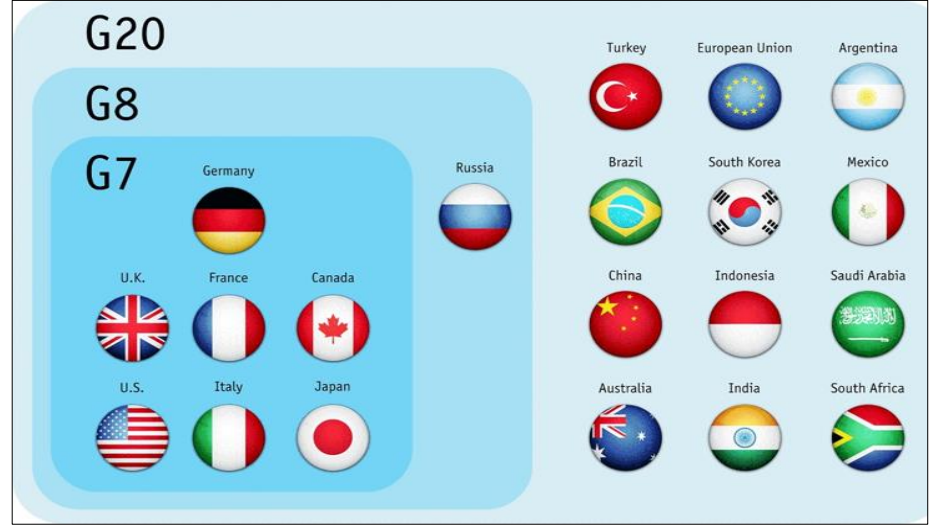 G20
G8
G7
Germany
U.K.
France
Canada
U.S.
Italy
Japan
Russia
Turkey
European Union
Argentina
Brazil
South Korea
Mexico
China
Indonesia
Saudi Arabia
Australia
India
South Africa